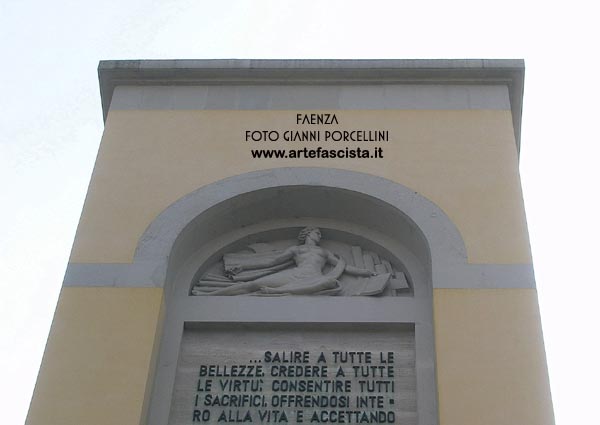 FAENZA
FOTO GIANNI PORCELLINI
www.artefascista.it
...SALIRE A TUTTE LE
BELLEZZE, CREDERE A TUTTE
LE VIRTU', CONSENTIRE TUTTI
I SACRIFICI, OFFRENDOSI INTE •
RO ALLA VITA E ACCETTANDO